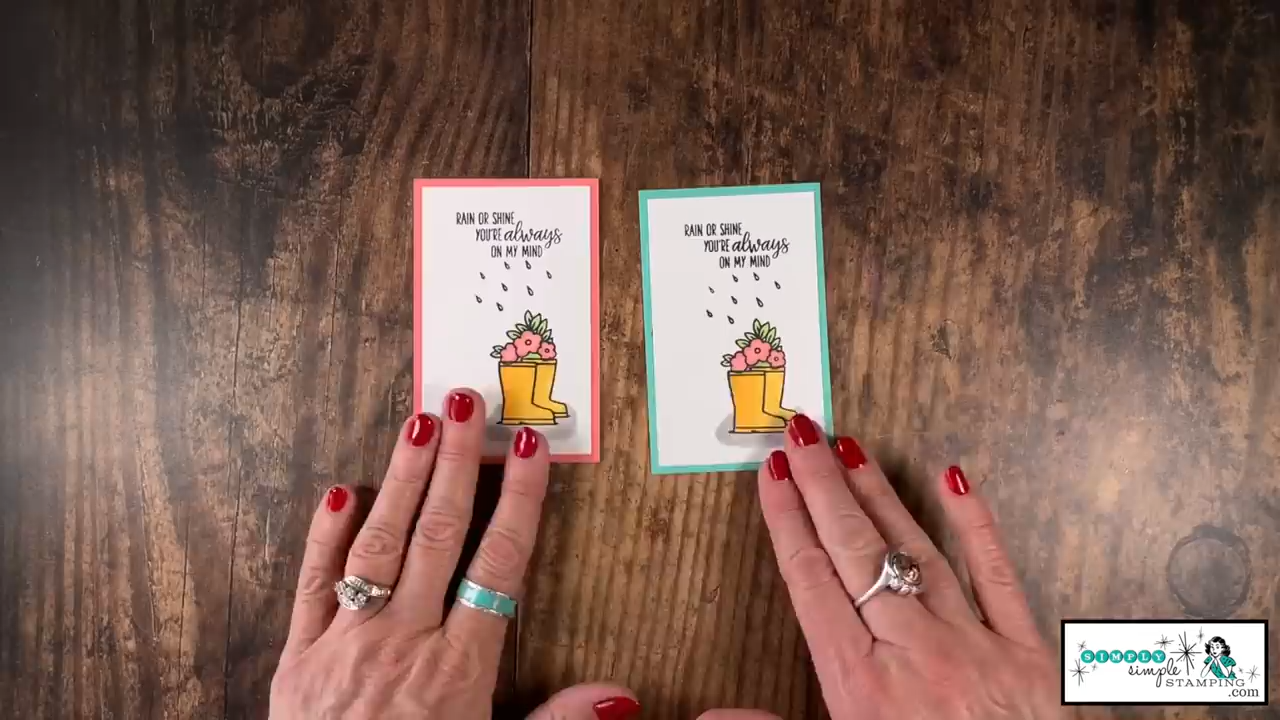 RAIN OR SHINE
YOU'RE always
ON MY MIND
RAIN OR SHINE
YOU'RE always
ON MY MIND
SIMPLY
simple
STAMPING
.com